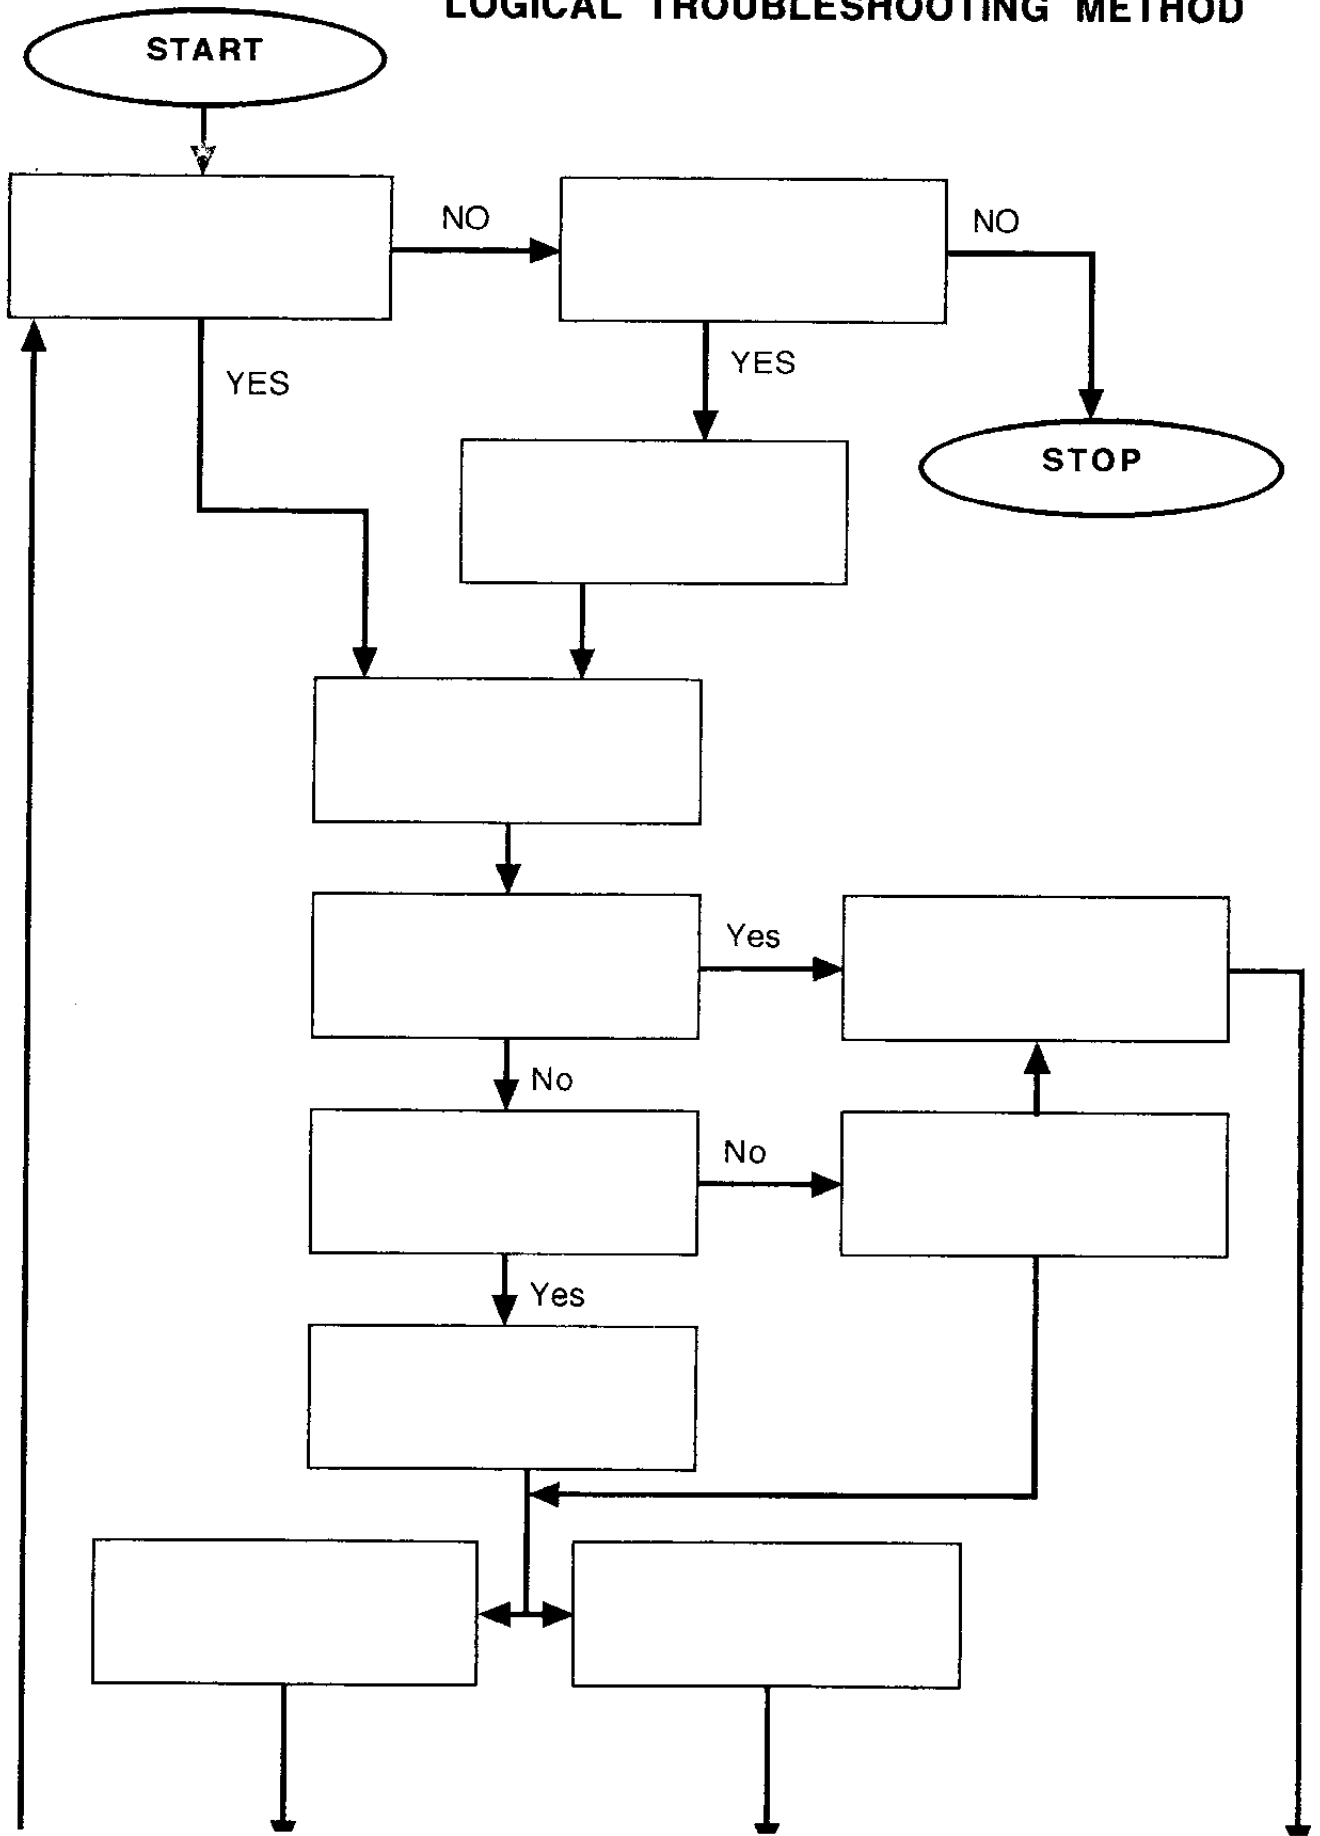 LOGICAL TROUBLESHOOTING METHOD
START
NO
NO
YES
YES
STOP
Yes
No
No
Yes